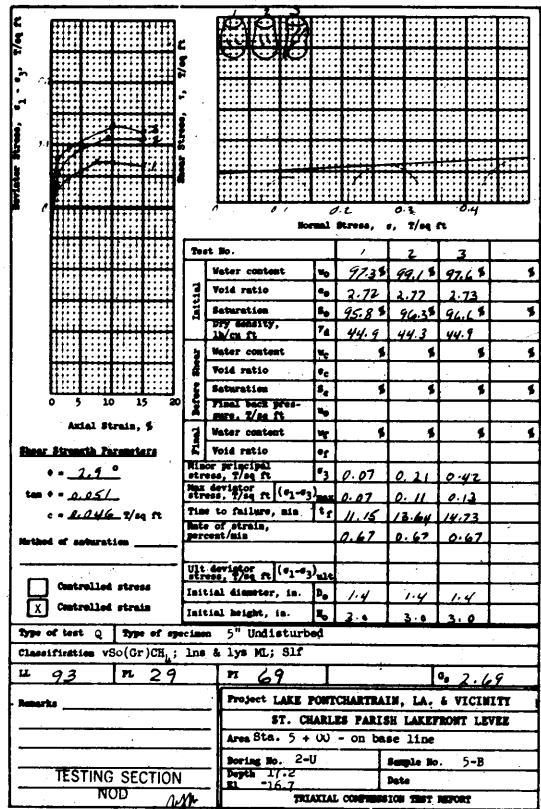 Deviator Stress, σ1 - σ3, T/sq ft
Shear Stress, τ, T/sq ft
1 2 3
0.1
0
0 0.1 0.2 0.3 0.4
Normal Stress, σ, T/sq ft
0 5 10 15 20
Axial Strain, %
Shear Strength Parameters
φ = 2.9 °
tan φ = 0.051
c = 0.046 T/sq ft
Method of saturation
Controlled stress
X Controlled strain
Test No. 1 2 3
Initial
Water content w0 97.3 % 99.1 % 97.6 % %
Void ratio e0 2.72 2.77 2.73
Saturation S0 95.8 % 96.3 % 96.1 % %
Dry density, lb/cu ft γd 44.9 44.3 44.9
Before Shear
Water content wc % % % %
Void ratio ec
Saturation Sc % % % %
Final back pressure, T/sq ft u0
Final
Water content wf % % % %
Void ratio ef
Minor principal stress, T/sq ft σ3 0.07 0.21 0.42
Max deviator stress, T/sq ft (σ1-σ3)max 0.07 0.11 0.13
Time to failure, min tf 11.15 13.64 14.73
Rate of strain, percent/min 0.67 0.67 0.67
Ult deviator stress, T/sq ft (σ1-σ3)ult
Initial diameter, in. D0 1.4 1.4 1.4
Initial height, in. H0 3.0 3.0 3.0
Type of test Q Type of specimen 5" Undisturbed
Classification vSo(Gr)CH4; lns & lys ML; Slf
LL 93 PL 29 PI 69 Gs 2.69
Remarks
Project LAKE PONTCHARTRAIN, LA. & VICINITY
ST. CHARLES PARISH LAKEFRONT LEVEE
Area Sta. 5 + 00 - on base line
Boring No. 2-U Sample No. 5-B
Depth 17.2
El -16.7
Date
TESTING SECTION
NOD
TRIAXIAL COMPRESSION TEST REPORT